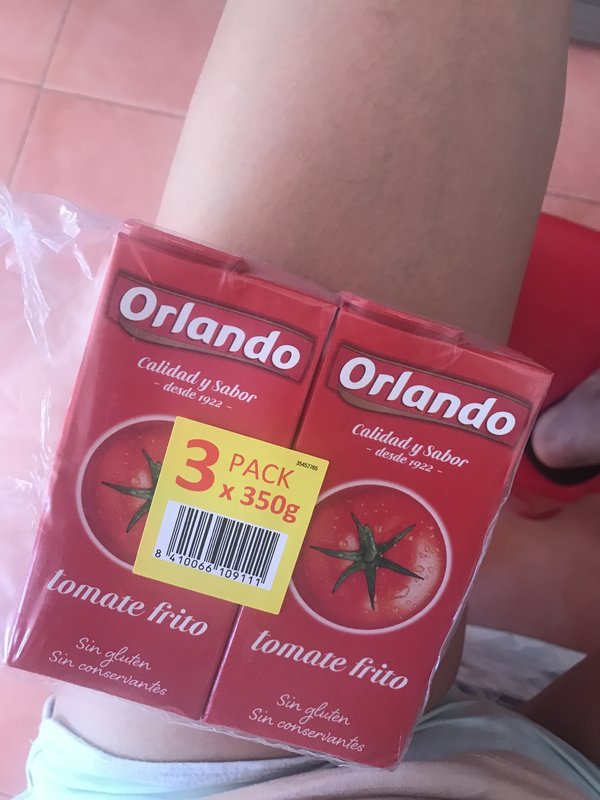 Orlando
Calidad y Sabor
- desde 1922 -
tomate frito
Sin gluten
Sin conservantes
3 PACK
x 350g
35457765
8 410066 109111
Orlando
Calidad y Sabor
- desde 1922 -
tomate frito
Sin gluten
Sin conservantes